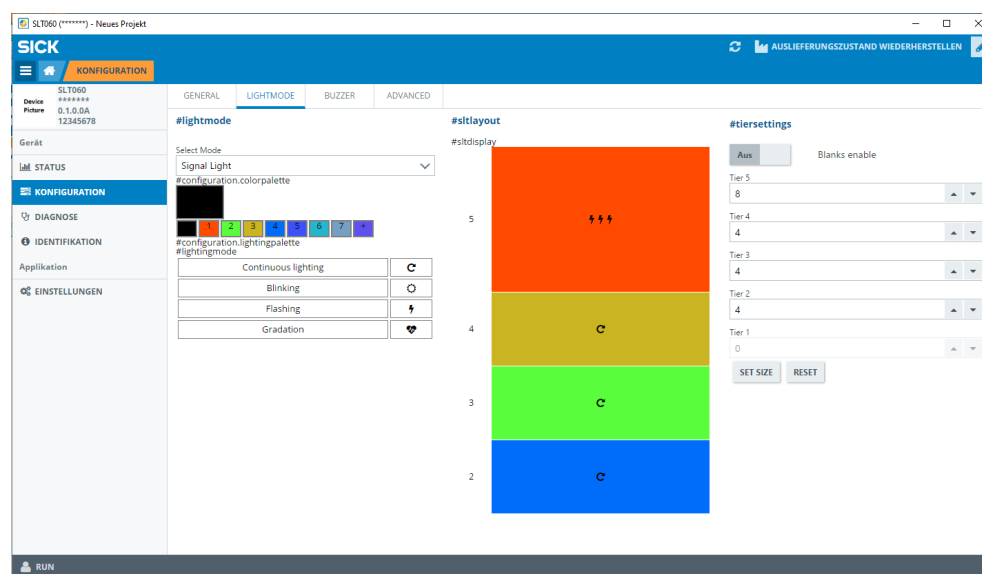 SLT060 (*******) - Neues Projekt
SICK
AUSLIEFERUNGSZUSTAND WIEDERHERSTELLEN
KONFIGURATION
Device Picture
SLT060
*******
0.1.0.0A
12345678
Gerät
STATUS
KONFIGURATION
DIAGNOSE
IDENTIFIKATION
Applikation
EINSTELLUNGEN
GENERAL LIGHTMODE BUZZER ADVANCED
#lightmode
Select Mode
Signal Light
#configuration.colorpalette
1 2 3 4 5 6 7 +
#configuration.lightingpalette
#lightingmode
Continuous lighting
Blinking
Flashing
Gradation
#sltlayout
#sltdisplay
5
4
3
2
#tiersettings
Aus Blanks enable
Tier 5
8
Tier 4
4
Tier 3
4
Tier 2
4
Tier 1
0
SET SIZE RESET
RUN